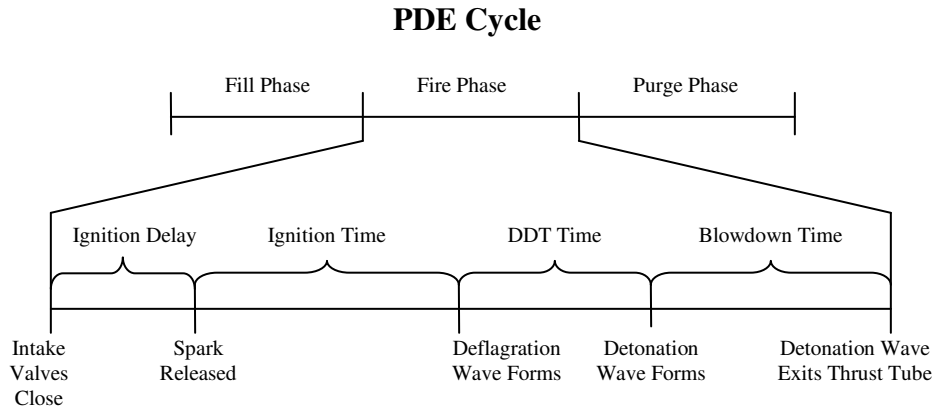 PDE Cycle
Fill Phase
Fire Phase
Purge Phase
Ignition Delay
Ignition Time
DDT Time
Blowdown Time
Intake
Valves
Close
Spark
Released
Deflagration
Wave Forms
Detonation
Wave Forms
Detonation Wave
Exits Thrust Tube